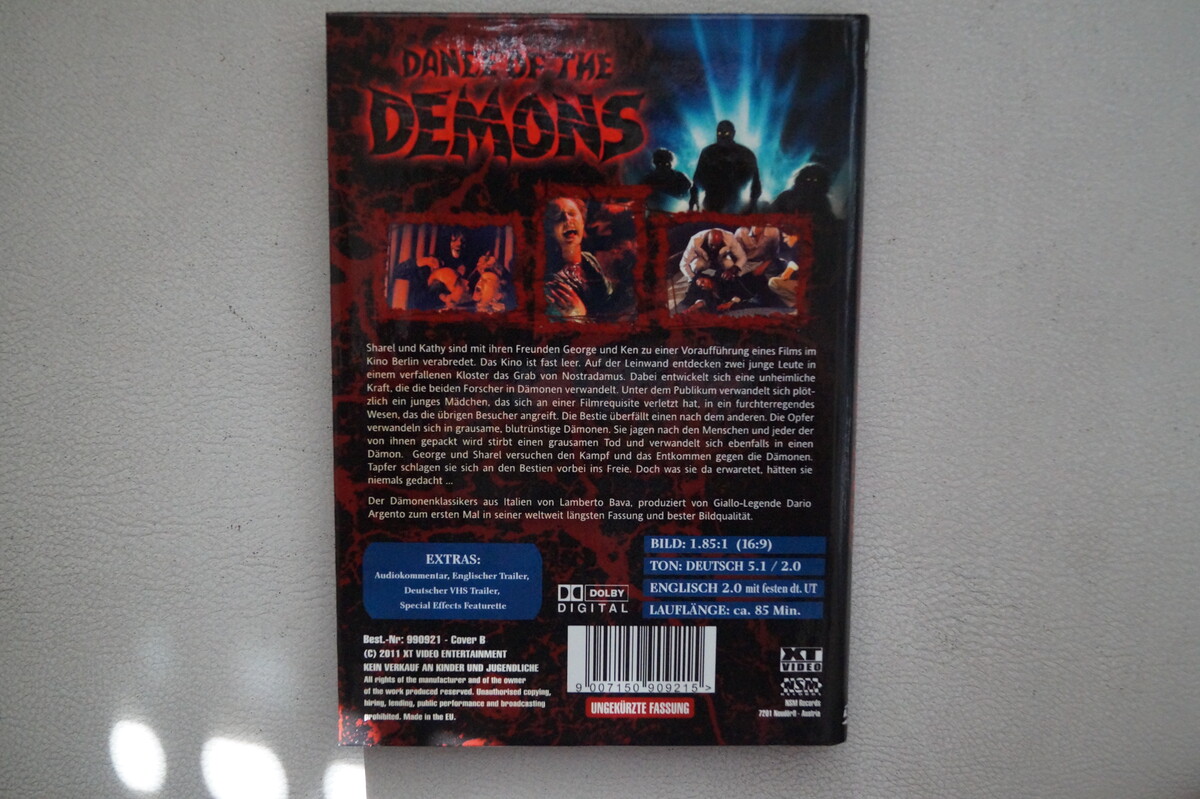 DANCE OF THE
DEMONS
Sharel und Kathy sind mit ihren Freunden George und Ken zu einer Voraufführung eines Films im
Kino Berlin verabredet. Das Kino ist fast leer. Auf der Leinwand entdecken zwei junge Leute in
einem verfallenen Kloster das Grab von Nostradamus. Dabei entwickelt sich eine unheimliche
Kraft, die die beiden Forscher in Dämonen verwandelt. Unter dem Publikum verwandelt sich plöt-
zlich ein junges Mädchen, das sich an einer Filmrequisite verletzt hat, in ein furchterregendes
Wesen, das die übrigen Besucher angreift. Die Bestie überfällt einen nach dem anderen. Die Opfer
verwandeln sich in grausame, blutrünstige Dämonen. Sie jagen nach den Menschen und jeder der
von ihnen gepackt wird stirbt einen grausamen Tod und verwandelt sich ebenfalls in einen
Dämon. George und Sharel versuchen den Kampf und das Entkommen gegen die Dämonen.
Tapfer schlagen sie sich an den Bestien vorbei ins Freie. Doch was sie da erwaretet, hätten sie
niemals gedacht ...
Der Dämonenklassikers aus Italien von Lamberto Bava, produziert von Giallo-Legende Dario
Argento zum ersten Mal in seiner weltweit längsten Fassung und bester Bildqualität.
EXTRAS:
Audiokommentar, Englischer Trailer,
Deutscher VHS Trailer,
Special Effects Featurette
DOLBY
DIGITAL
BILD: 1.85:1 (16:9)
TON: DEUTSCH 5.1 / 2.0
ENGLISCH 2.0 mit festen dt. UT
LAUFLÄNGE: ca. 85 Min.
Best.-Nr: 990921 - Cover B
(C) 2011 XT VIDEO ENTERTAINMENT
KEIN VERKAUF AN KINDER UND JUGENDLICHE
All rights of the manufacturer and of the owner
of the work produced reserved. Unauthorised copying,
hiring, lending, public performance and broadcasting
prohibited. Made in the EU.
9 007150 909215 >
UNGEKÜRZTE FASSUNG
XT
VIDEO
NSM
NSM Records
7201 Neudörfl - Austria